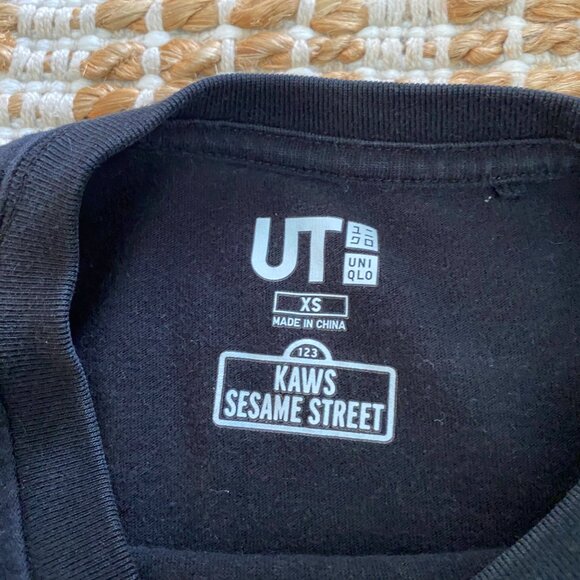 UT
ユニ
クロ
UNI
QLO
XS
MADE IN CHINA
123
KAWS
SESAME STREET